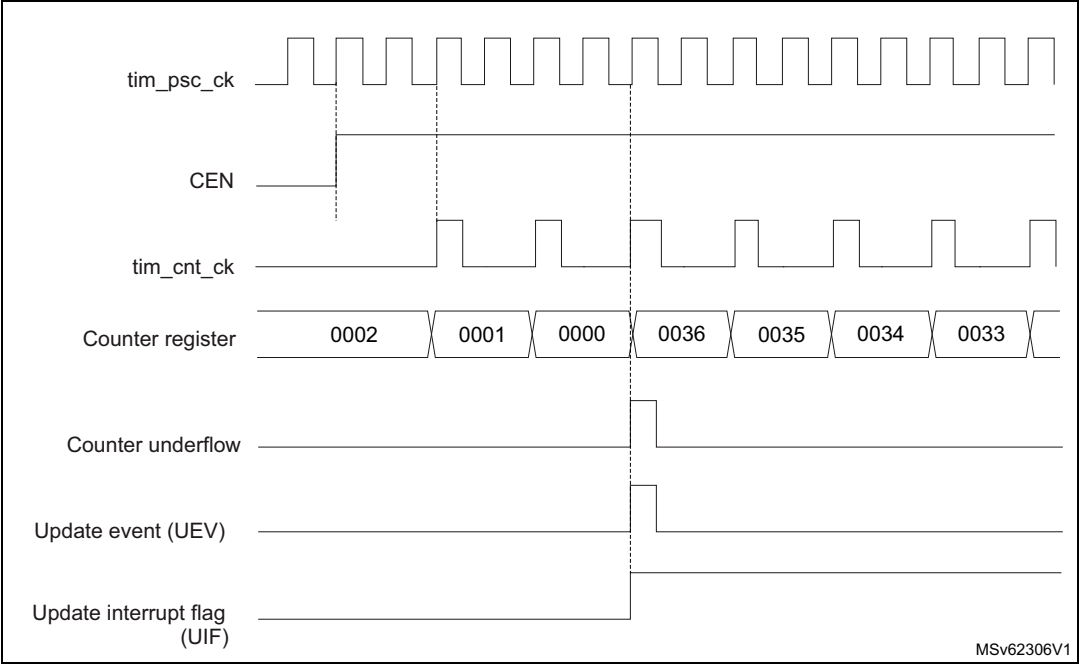 tim_psc_ck
CEN
tim_cnt_ck
Counter register 0002 0001 0000 0036 0035 0034 0033
Counter underflow
Update event (UEV)
Update interrupt flag
(UIF)
MSv62306V1